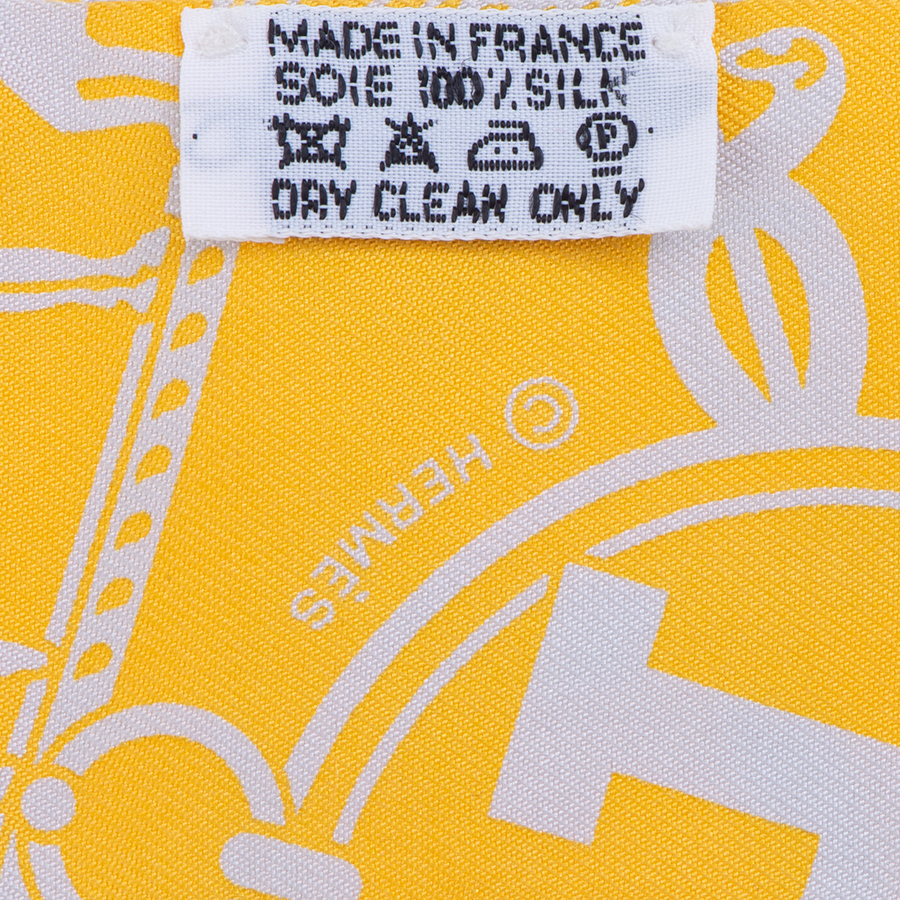 MADE IN FRANCE
SOIE 100% SILK
P
DRY CLEAN ONLY
© HERMÈS